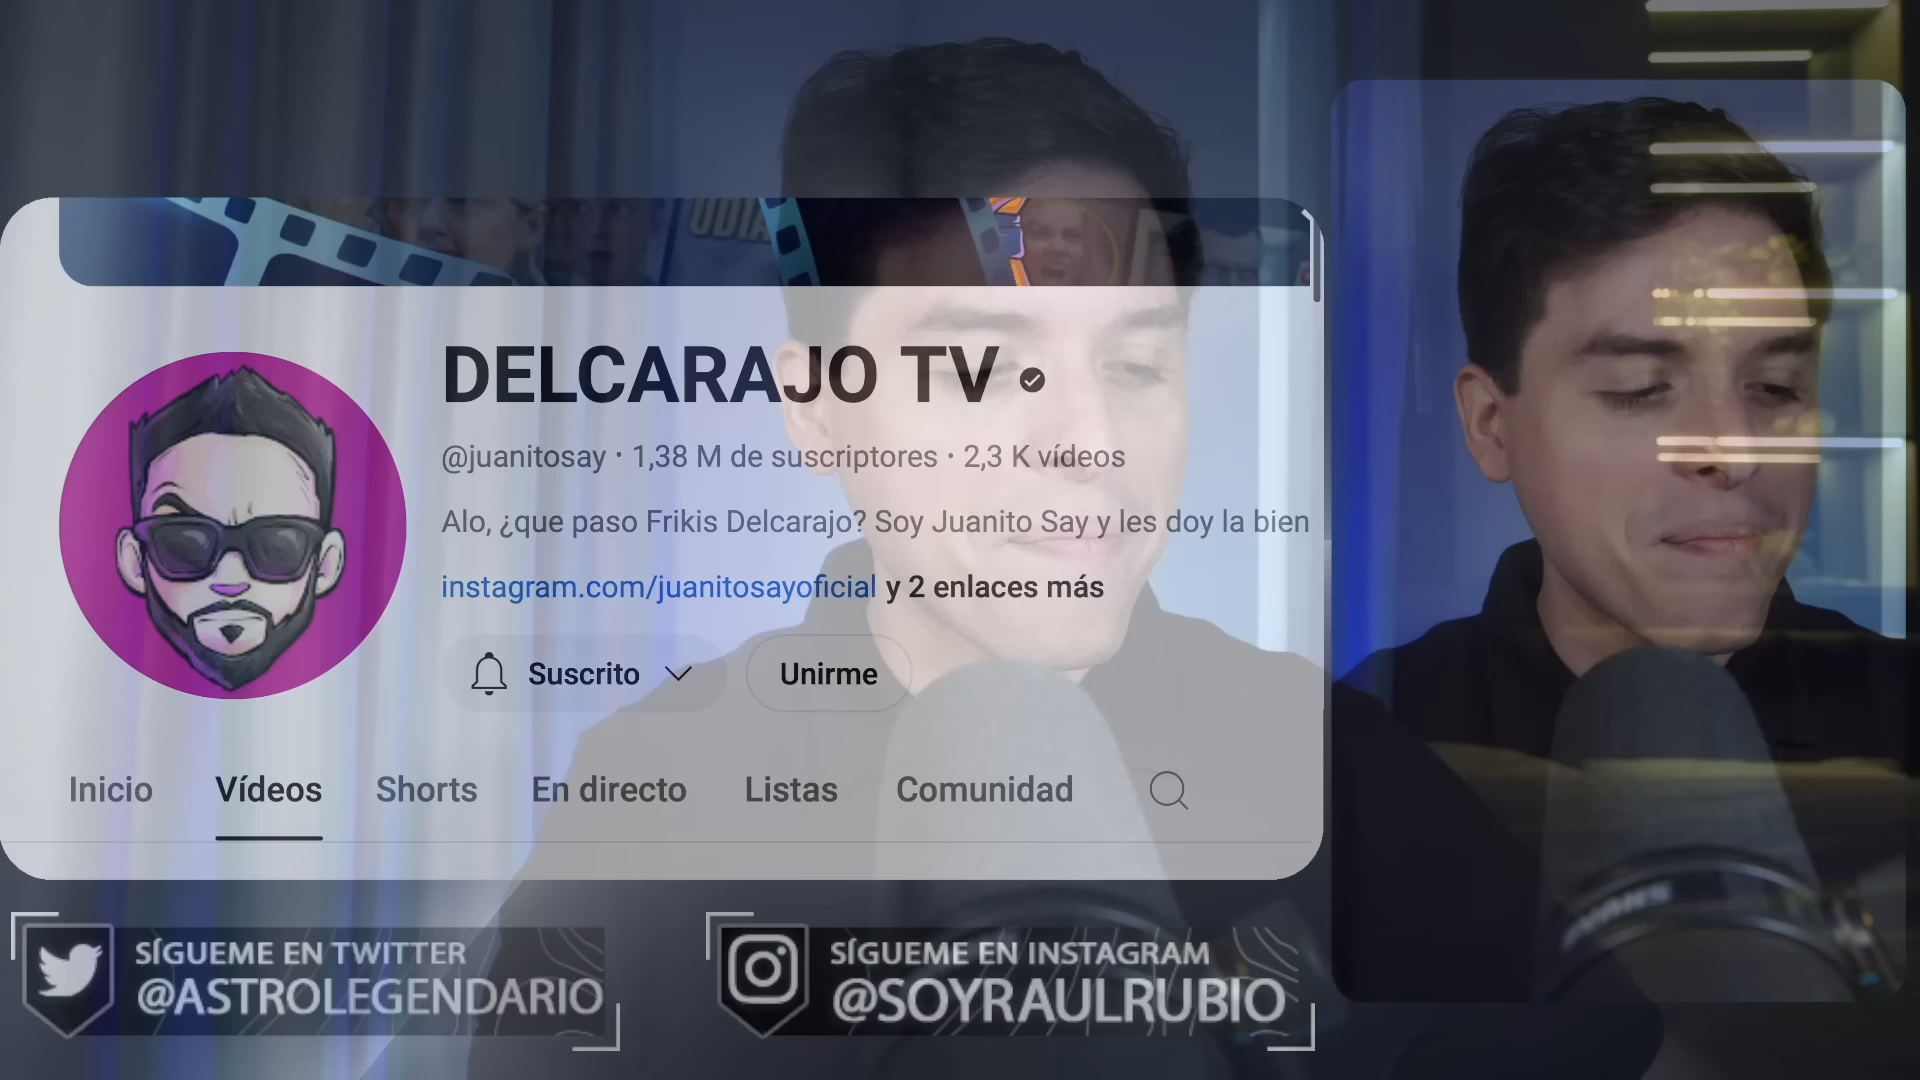 ODIA
DELCARAJO TV
@juanitosay · 1,38 M de suscriptores · 2,3 K vídeos
Alo, ¿que paso Frikis Delcarajo? Soy Juanito Say y les doy la bien
instagram.com/juanitosayoficial y 2 enlaces más
Suscrito
Unirme
Inicio
Vídeos
Shorts
En directo
Listas
Comunidad
SÍGUEME EN TWITTER
@ASTROLEGENDARIO
SÍGUEME EN INSTAGRAM
@SOYRAULRUBIO